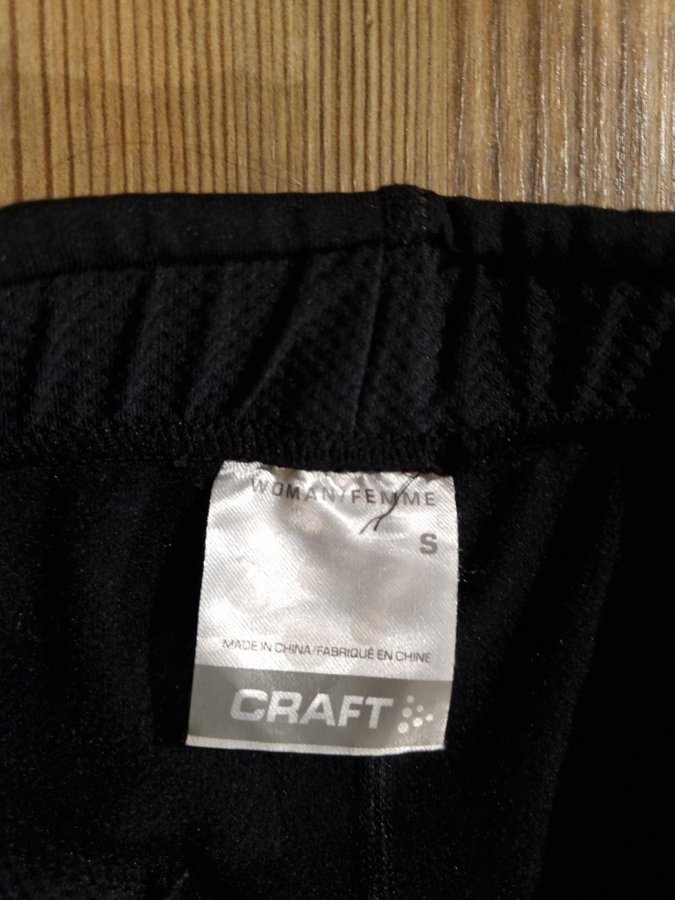 WOMAN/FEMME
S
MADE IN CHINA/FABRIQUÉ EN CHINE
CRAFT